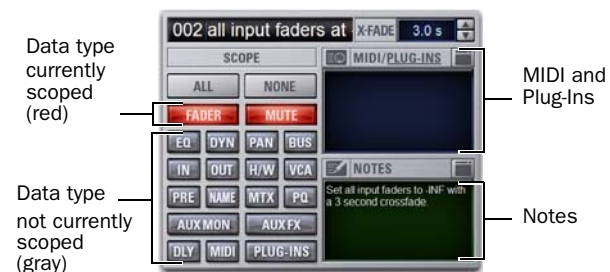 002 all input faders at X-FADE 3.0 s
SCOPE
MIDI/PLUG-INS
ALL NONE
FADER MUTE
EQ DYN PAN BUS
IN OUT H/W VCA
PRE NAME MTX PQ
AUX MON AUX FX
DLY MIDI PLUG-INS
NOTES
Set all input faders to -INF with
a 3 second crossfade.
Data type
currently
scoped
(red)
Data type
not currently
scoped
(gray)
MIDI and
Plug-Ins
Notes